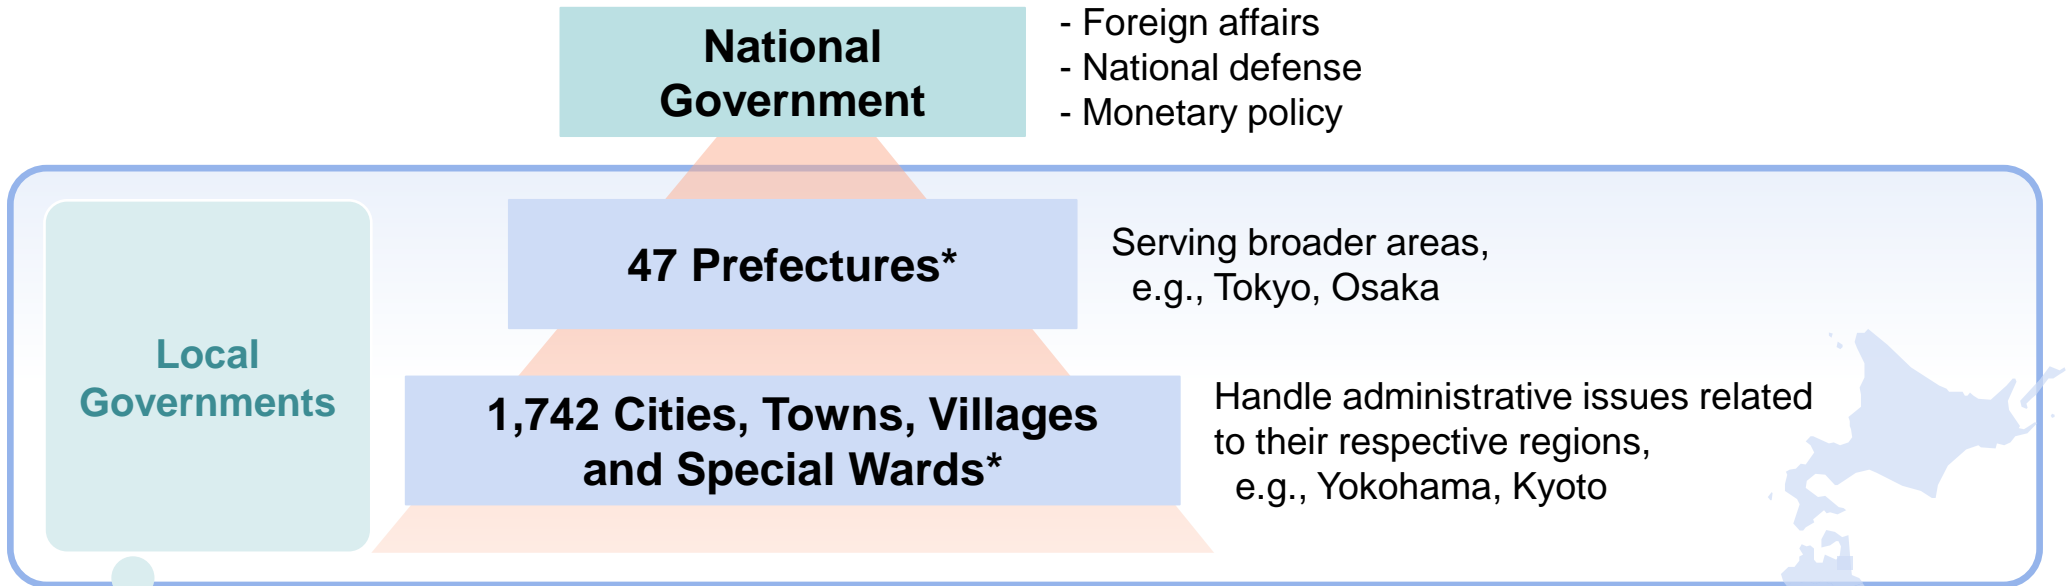 National
Government
- Foreign affairs
- National defense
- Monetary policy
Local
Governments
47 Prefectures*
Serving broader areas,
e.g., Tokyo, Osaka
1,742 Cities, Towns, Villages
and Special Wards*
Handle administrative issues related
to their respective regions,
e.g., Yokohama, Kyoto